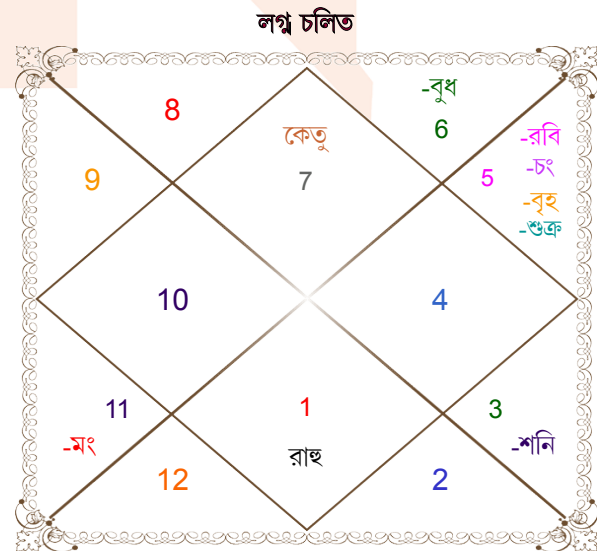 লগ্ন চলিত
-বুধ
8
6
কেতু
-রবি
-চং
9
7
5
-বৃহ
-শুক্র
10
4
11
1
3
-মং
-শনি
রাহু
12
2